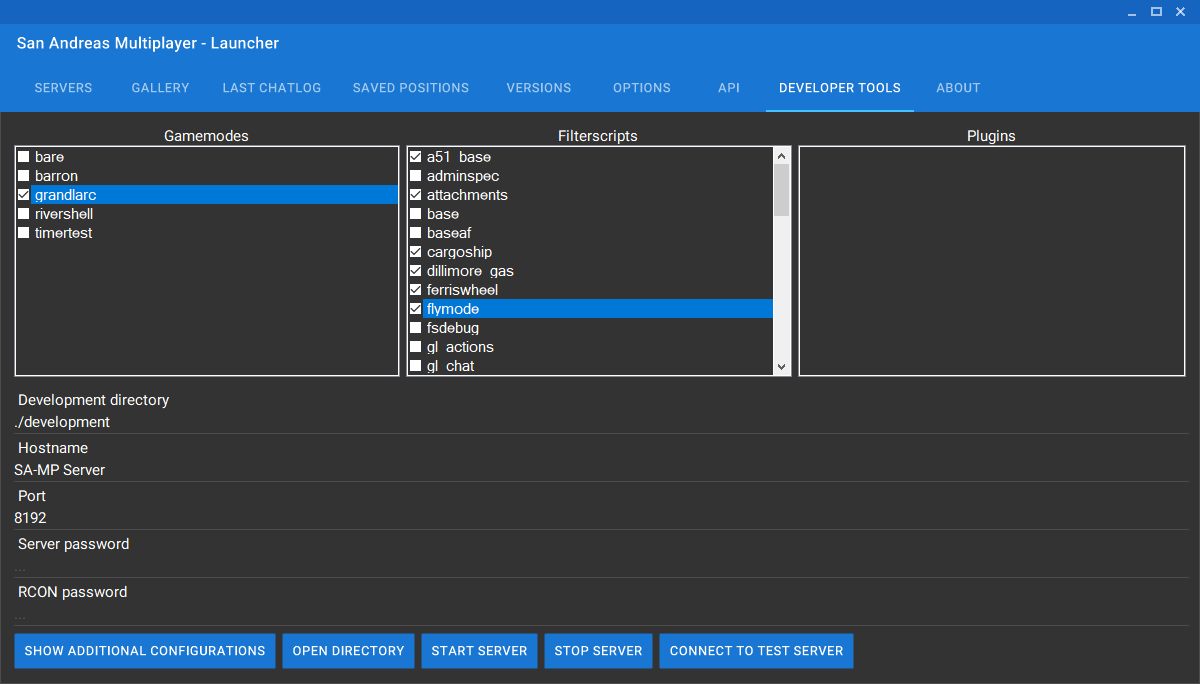 San Andreas Multiplayer - Launcher
SERVERS GALLERY LAST CHATLOG SAVED POSITIONS VERSIONS OPTIONS API DEVELOPER TOOLS ABOUT
Gamemodes
bare
barron
grandlarc
rivershell
timertest
Filterscripts
a51_base
adminspec
attachments
base
baseaf
cargoship
dillimore_gas
ferriswheel
flymode
fsdebug
gl_actions
gl_chat
Plugins
Development directory
./development
Hostname
SA-MP Server
Port
8192
Server password
...
RCON password
...
SHOW ADDITIONAL CONFIGURATIONS OPEN DIRECTORY START SERVER STOP SERVER CONNECT TO TEST SERVER